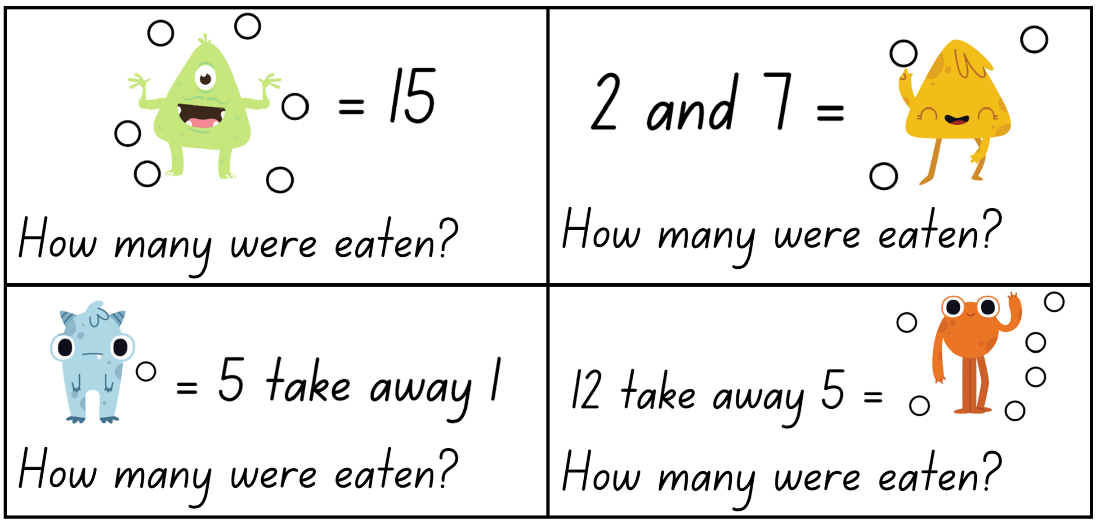 = 15
How many were eaten?
2 and 7 =
How many were eaten?
= 5 take away 1
How many were eaten?
12 take away 5 =
How many were eaten?